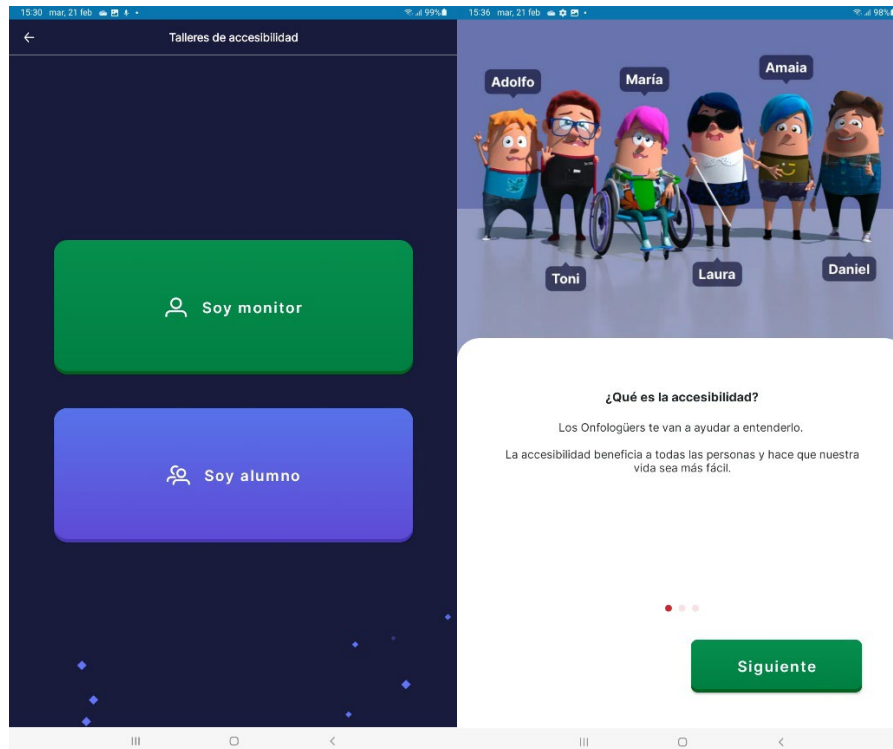 15:30 mar, 21 feb
99%
Talleres de accesibilidad
Soy monitor
Soy alumno
15:36 mar, 21 feb
98%
Adolfo
María
Amaia
Toni
Laura
Daniel
¿Qué es la accesibilidad?
Los Onfologüers te van a ayudar a entenderlo.
La accesibilidad beneficia a todas las personas y hace que nuestra
vida sea más fácil.
Siguiente